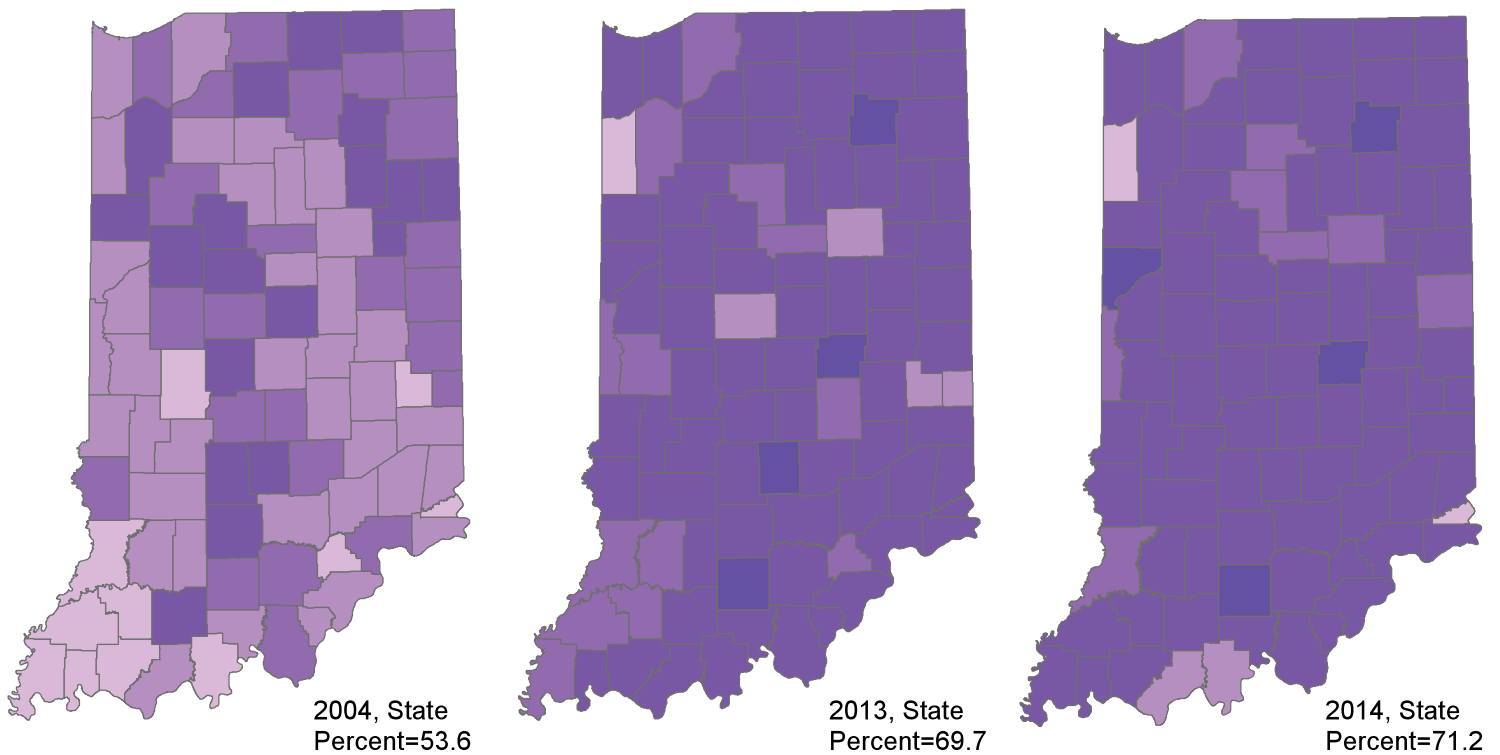 2004, State
Percent=53.6
2013, State
Percent=69.7
2014, State
Percent=71.2